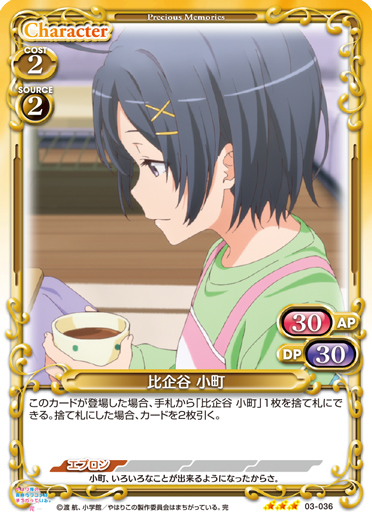 Precious Memories
Character
COST
2
SOURCE
2
30 AP
DP 30
比企谷 小町
このカードが登場した場合、手札から「比企谷 小町」1枚を捨て札にで
きる。捨て札にした場合、カードを2枚引く。
エプロン
小町、いろいろなことが出来るようになったからさ。
©渡 航、小学館/やはりこの製作委員会はまちがっている。完
03-036